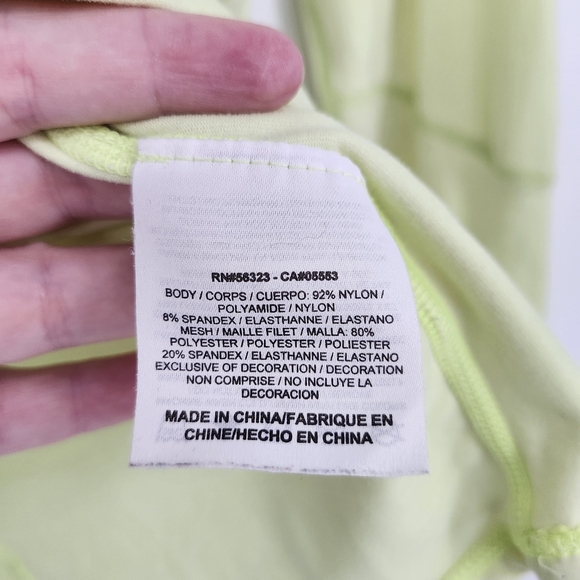 RN#56323 - CA#05553
BODY / CORPS / CUERPO: 92% NYLON /
POLYAMIDE / NYLON
8% SPANDEX / ELASTHANNE / ELASTANO
MESH / MAILLE FILET / MALLA: 80%
POLYESTER / POLYESTER / POLIESTER
20% SPANDEX / ELASTHANNE / ELASTANO
EXCLUSIVE OF DECORATION / DECORATION
NON COMPRISE / NO INCLUYE LA
DECORACION
MADE IN CHINA/FABRIQUE EN
CHINE/HECHO EN CHINA